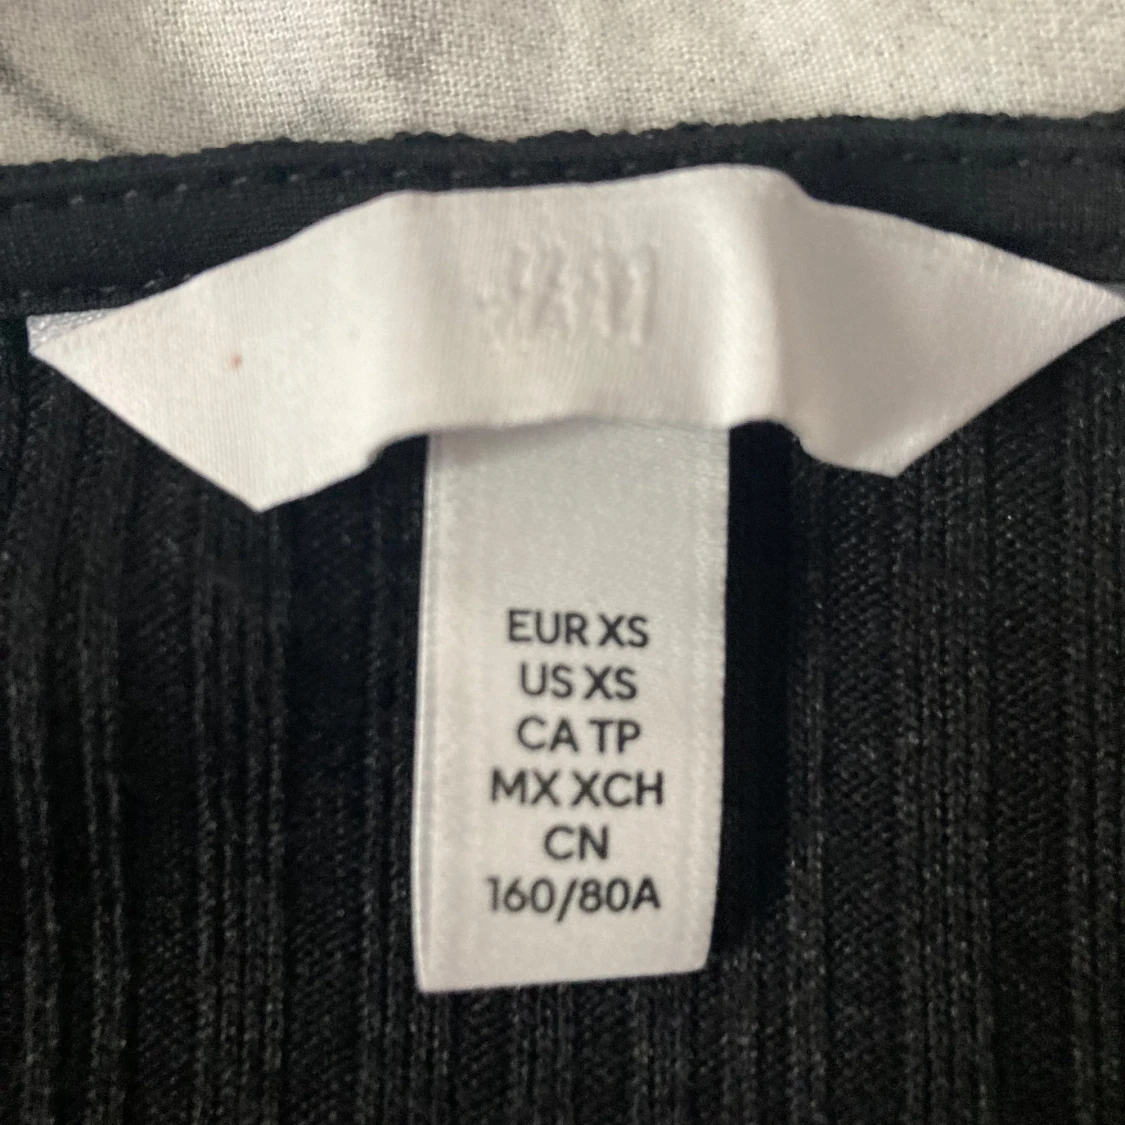 H&M
EUR XS
US XS
CA TP
MX XCH
CN
160/80A